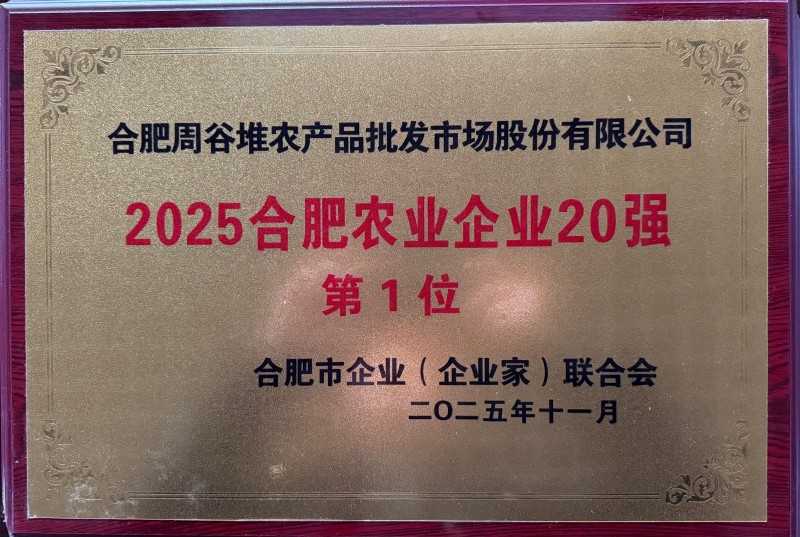 合肥周谷堆农产品批发市场股份有限公司
2025合肥农业企业20强
第1位
合肥市企业（企业家）联合会
二〇二五年十一月